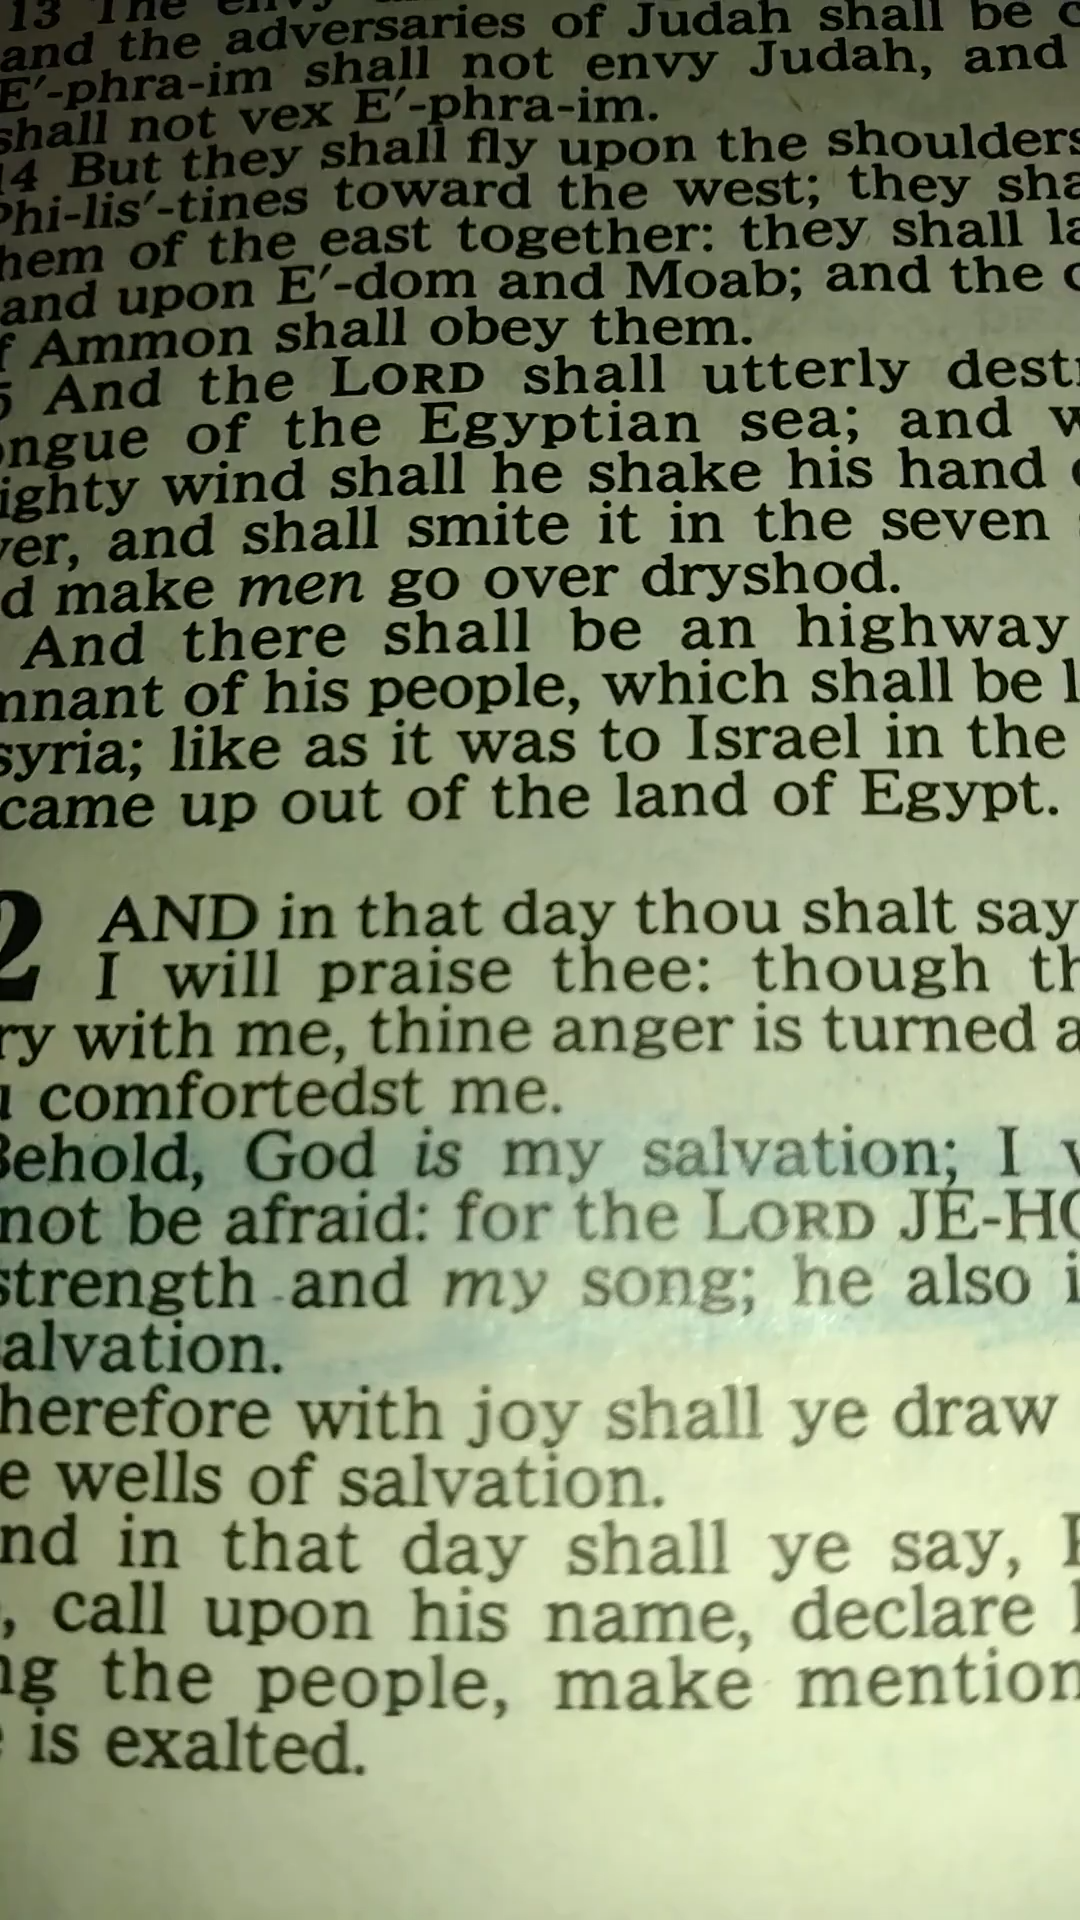 13 The envy
and the adversaries of Judah shall be
E′-phra-im shall not envy Judah, and
shall not vex E′-phra-im.
14 But they shall fly upon the shoulders
Phi-lis′-tines toward the west; they sha
hem of the east together: they shall la
and upon E′-dom and Moab; and the
f Ammon shall obey them.
5 And the LORD shall utterly destr
ongue of the Egyptian sea; and w
ighty wind shall he shake his hand
ver, and shall smite it in the seven
d make men go over dryshod.
And there shall be an highway
mnant of his people, which shall be l
syria; like as it was to Israel in the
came up out of the land of Egypt.
2 AND in that day thou shalt say
I will praise thee: though th
ry with me, thine anger is turned a
u comfortedst me.
Behold, God is my salvation; I w
not be afraid: for the LORD JE-HO
strength and my song; he also i
alvation.
herefore with joy shall ye draw
e wells of salvation.
nd in that day shall ye say, P
, call upon his name, declare h
ng the people, make mention
e is exalted.